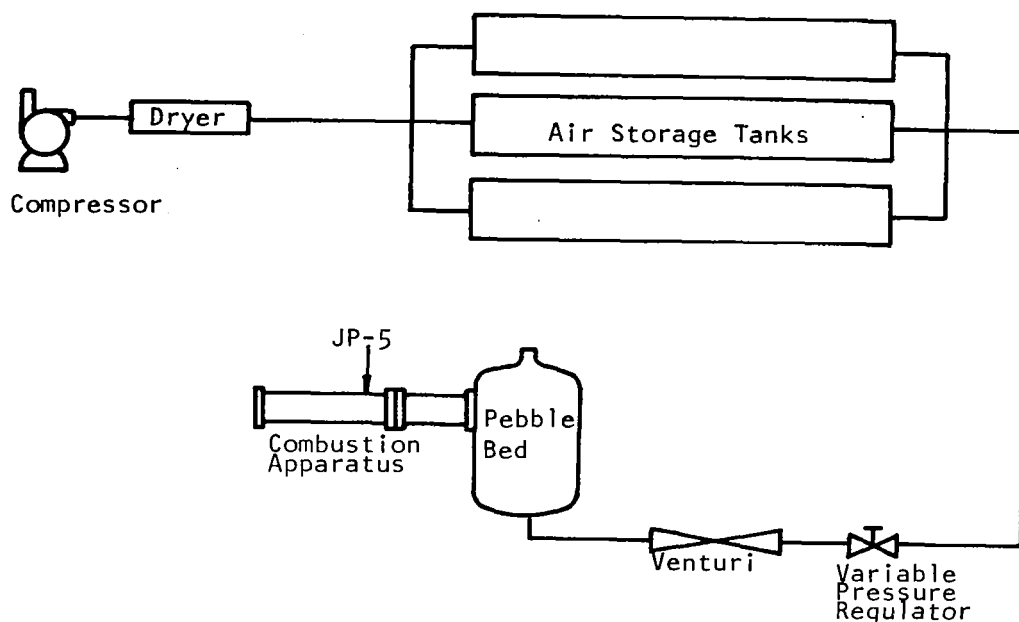 Dryer
Air Storage Tanks
Compressor
JP-5
Pebble
Bed
Combustion
Apparatus
Venturi
Variable
Pressure
Regulator